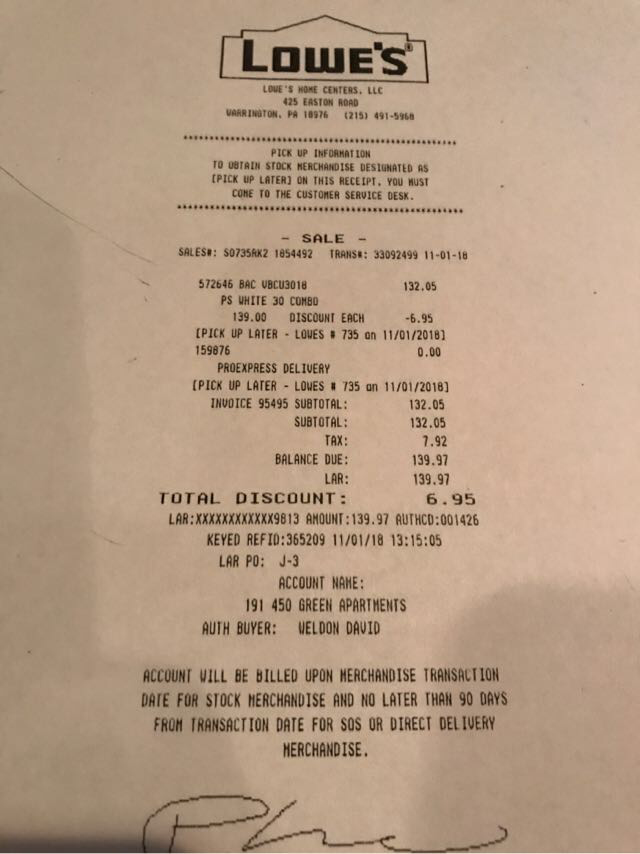 LOWE'S®
LOWE'S HOME CENTERS, LLC
425 EASTON ROAD
WARRINGTON, PA 18976 (215) 491-5968
PICK UP INFORMATION
TO OBTAIN STOCK MERCHANDISE DESIGNATED AS
[PICK UP LATER] ON THIS RECEIPT, YOU MUST
COME TO THE CUSTOMER SERVICE DESK.
- SALE -
SALES#: S0735RK2 1854492 TRANS#: 33092499 11-01-18
572646 BAC VBCU3018 132.05
PS WHITE 30 COMBO
139.00 DISCOUNT EACH -6.95
[PICK UP LATER - LOWES # 735 on 11/01/2018]
159876 0.00
PROEXPRESS DELIVERY
[PICK UP LATER - LOWES # 735 on 11/01/2018]
INVOICE 95495 SUBTOTAL: 132.05
SUBTOTAL: 132.05
TAX: 7.92
BALANCE DUE: 139.97
LAR: 139.97
TOTAL DISCOUNT: 6.95
LAR:XXXXXXXXXXXX9813 AMOUNT:139.97 AUTHCD:001426
KEYED REFID:365209 11/01/18 13:15:05
LAR PO: J-3
ACCOUNT NAME:
191 450 GREEN APARTMENTS
AUTH BUYER: WELDON DAVID
ACCOUNT WILL BE BILLED UPON MERCHANDISE TRANSACTION
DATE FOR STOCK MERCHANDISE AND NO LATER THAN 90 DAYS
FROM TRANSACTION DATE FOR SOS OR DIRECT DELIVERY
MERCHANDISE.